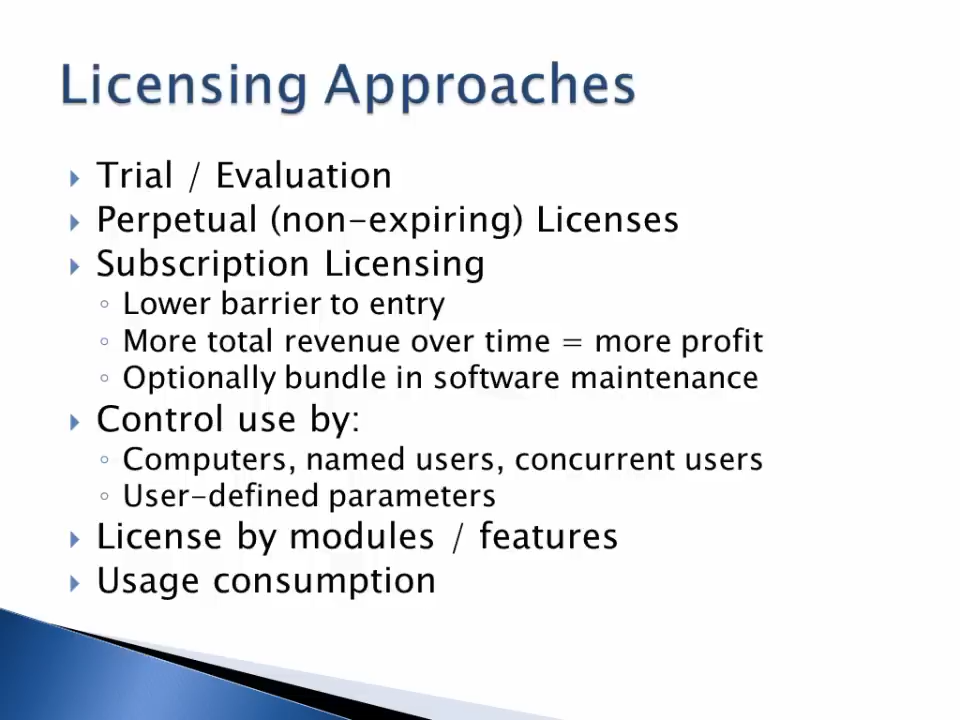 Licensing Approaches
Trial / Evaluation
Perpetual (non-expiring) Licenses
Subscription Licensing
Lower barrier to entry
More total revenue over time = more profit
Optionally bundle in software maintenance
Control use by:
Computers, named users, concurrent users
User-defined parameters
License by modules / features
Usage consumption